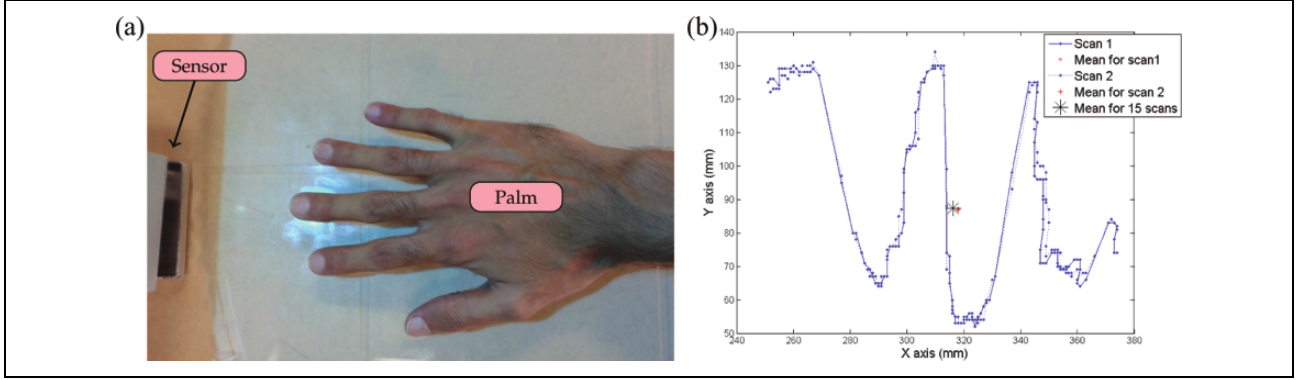 (a)
Sensor
Palm
(b)
140
130
120
110
100
90
80
70
60
50
240
260
280
300
320
340
360
380
Y axis (mm)
X axis (mm)
Scan 1
Mean for scan1
Scan 2
Mean for scan 2
Mean for 15 scans